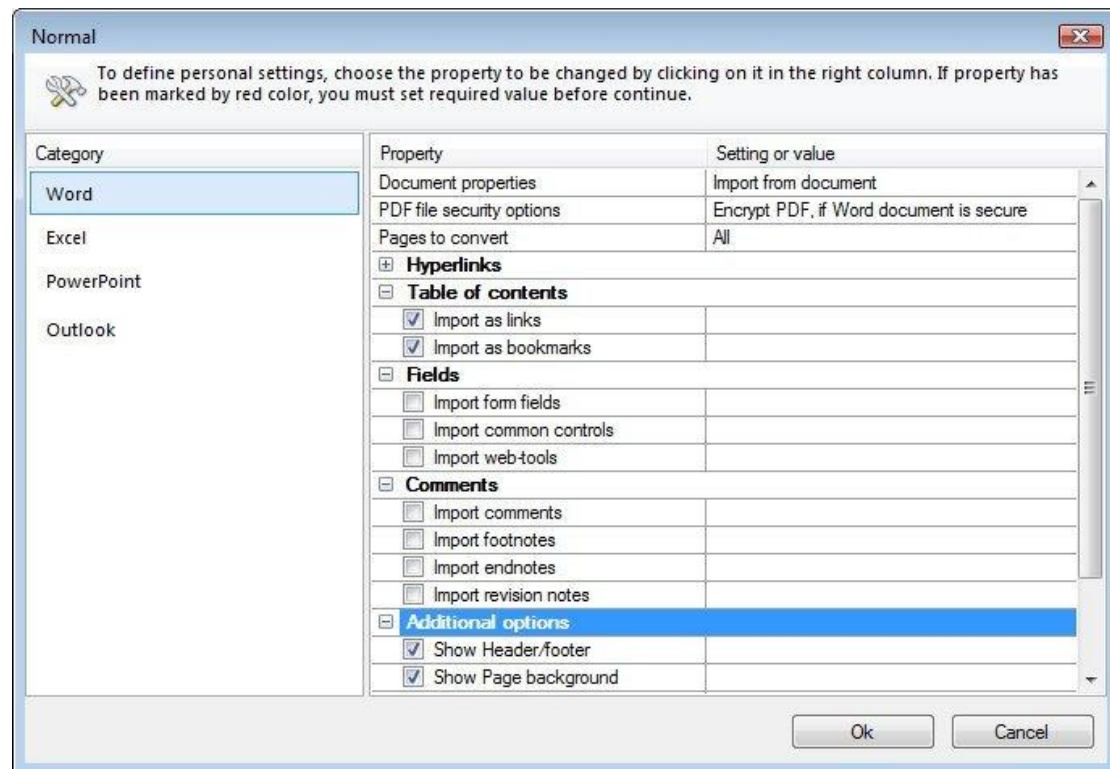 Normal
To define personal settings, choose the property to be changed by clicking on it in the right column. If property has
been marked by red color, you must set required value before continue.
Category
Property Setting or value
Word
Excel
PowerPoint
Outlook
Document properties Import from document
PDF file security options Encrypt PDF, if Word document is secure
Pages to convert All
Hyperlinks
Table of contents
Import as links
Import as bookmarks
Fields
Import form fields
Import common controls
Import web-tools
Comments
Import comments
Import footnotes
Import endnotes
Import revision notes
Additional options
Show Header/footer
Show Page background
Ok Cancel